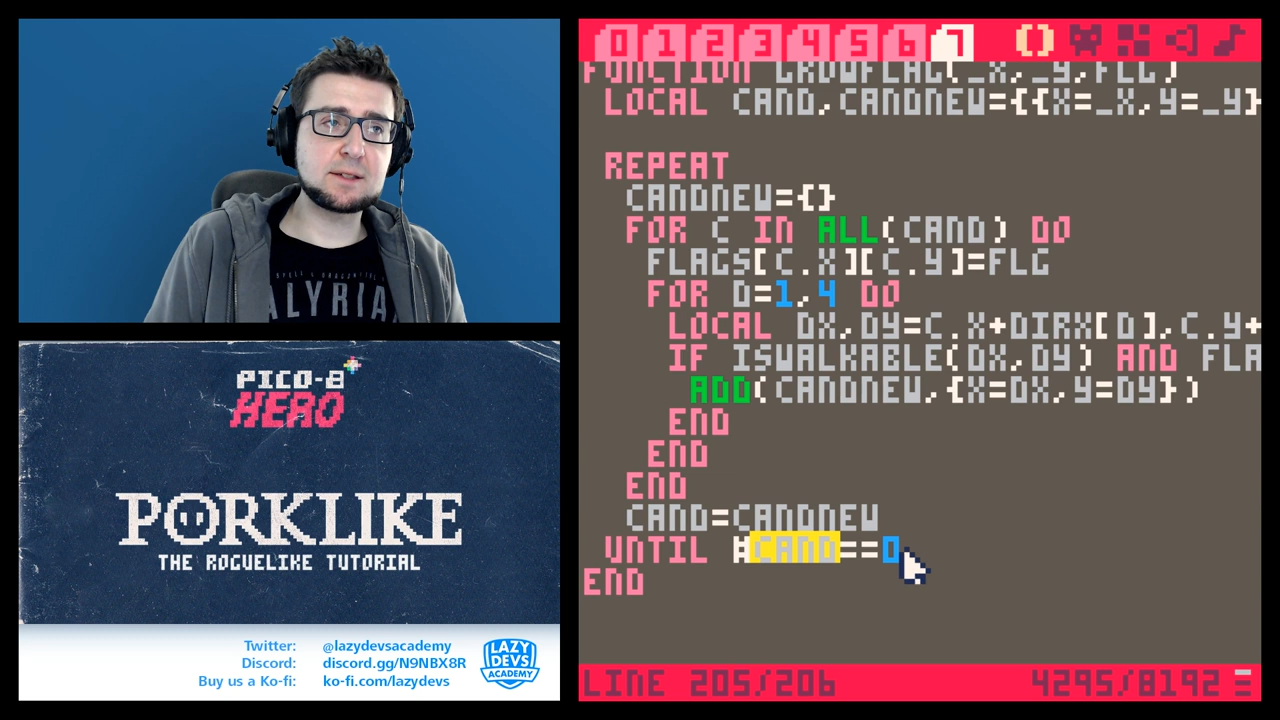 LYRIA
PICO-8
HERO
PORKLIKE
THE ROGUELIKE TUTORIAL
Twitter: @lazydevsacademy
Discord: discord.gg/N9NBX8R
Buy us a Ko-fi: ko-fi.com/lazydevs
LAZY
DEVS
ACADEMY
0 1 2 3 4 5 6 7
FUNCTION GROWFLAG(_X,_Y,FLG)
LOCAL CAND,CANDNEW={{X=_X,Y=_Y}
REPEAT
CANDNEW={}
FOR C IN ALL(CAND) DO
FLAGS[C.X][C.Y]=FLG
FOR D=1,4 DO
LOCAL DX,DY=C.X+DIRX[D],C.Y+
IF ISWALKABLE(DX,DY) AND FLA
ADD(CANDNEW,{X=DX,Y=DY})
END
END
END
CAND=CANDNEW
UNTIL #CAND==0
END
LINE 205/206
4295/8192